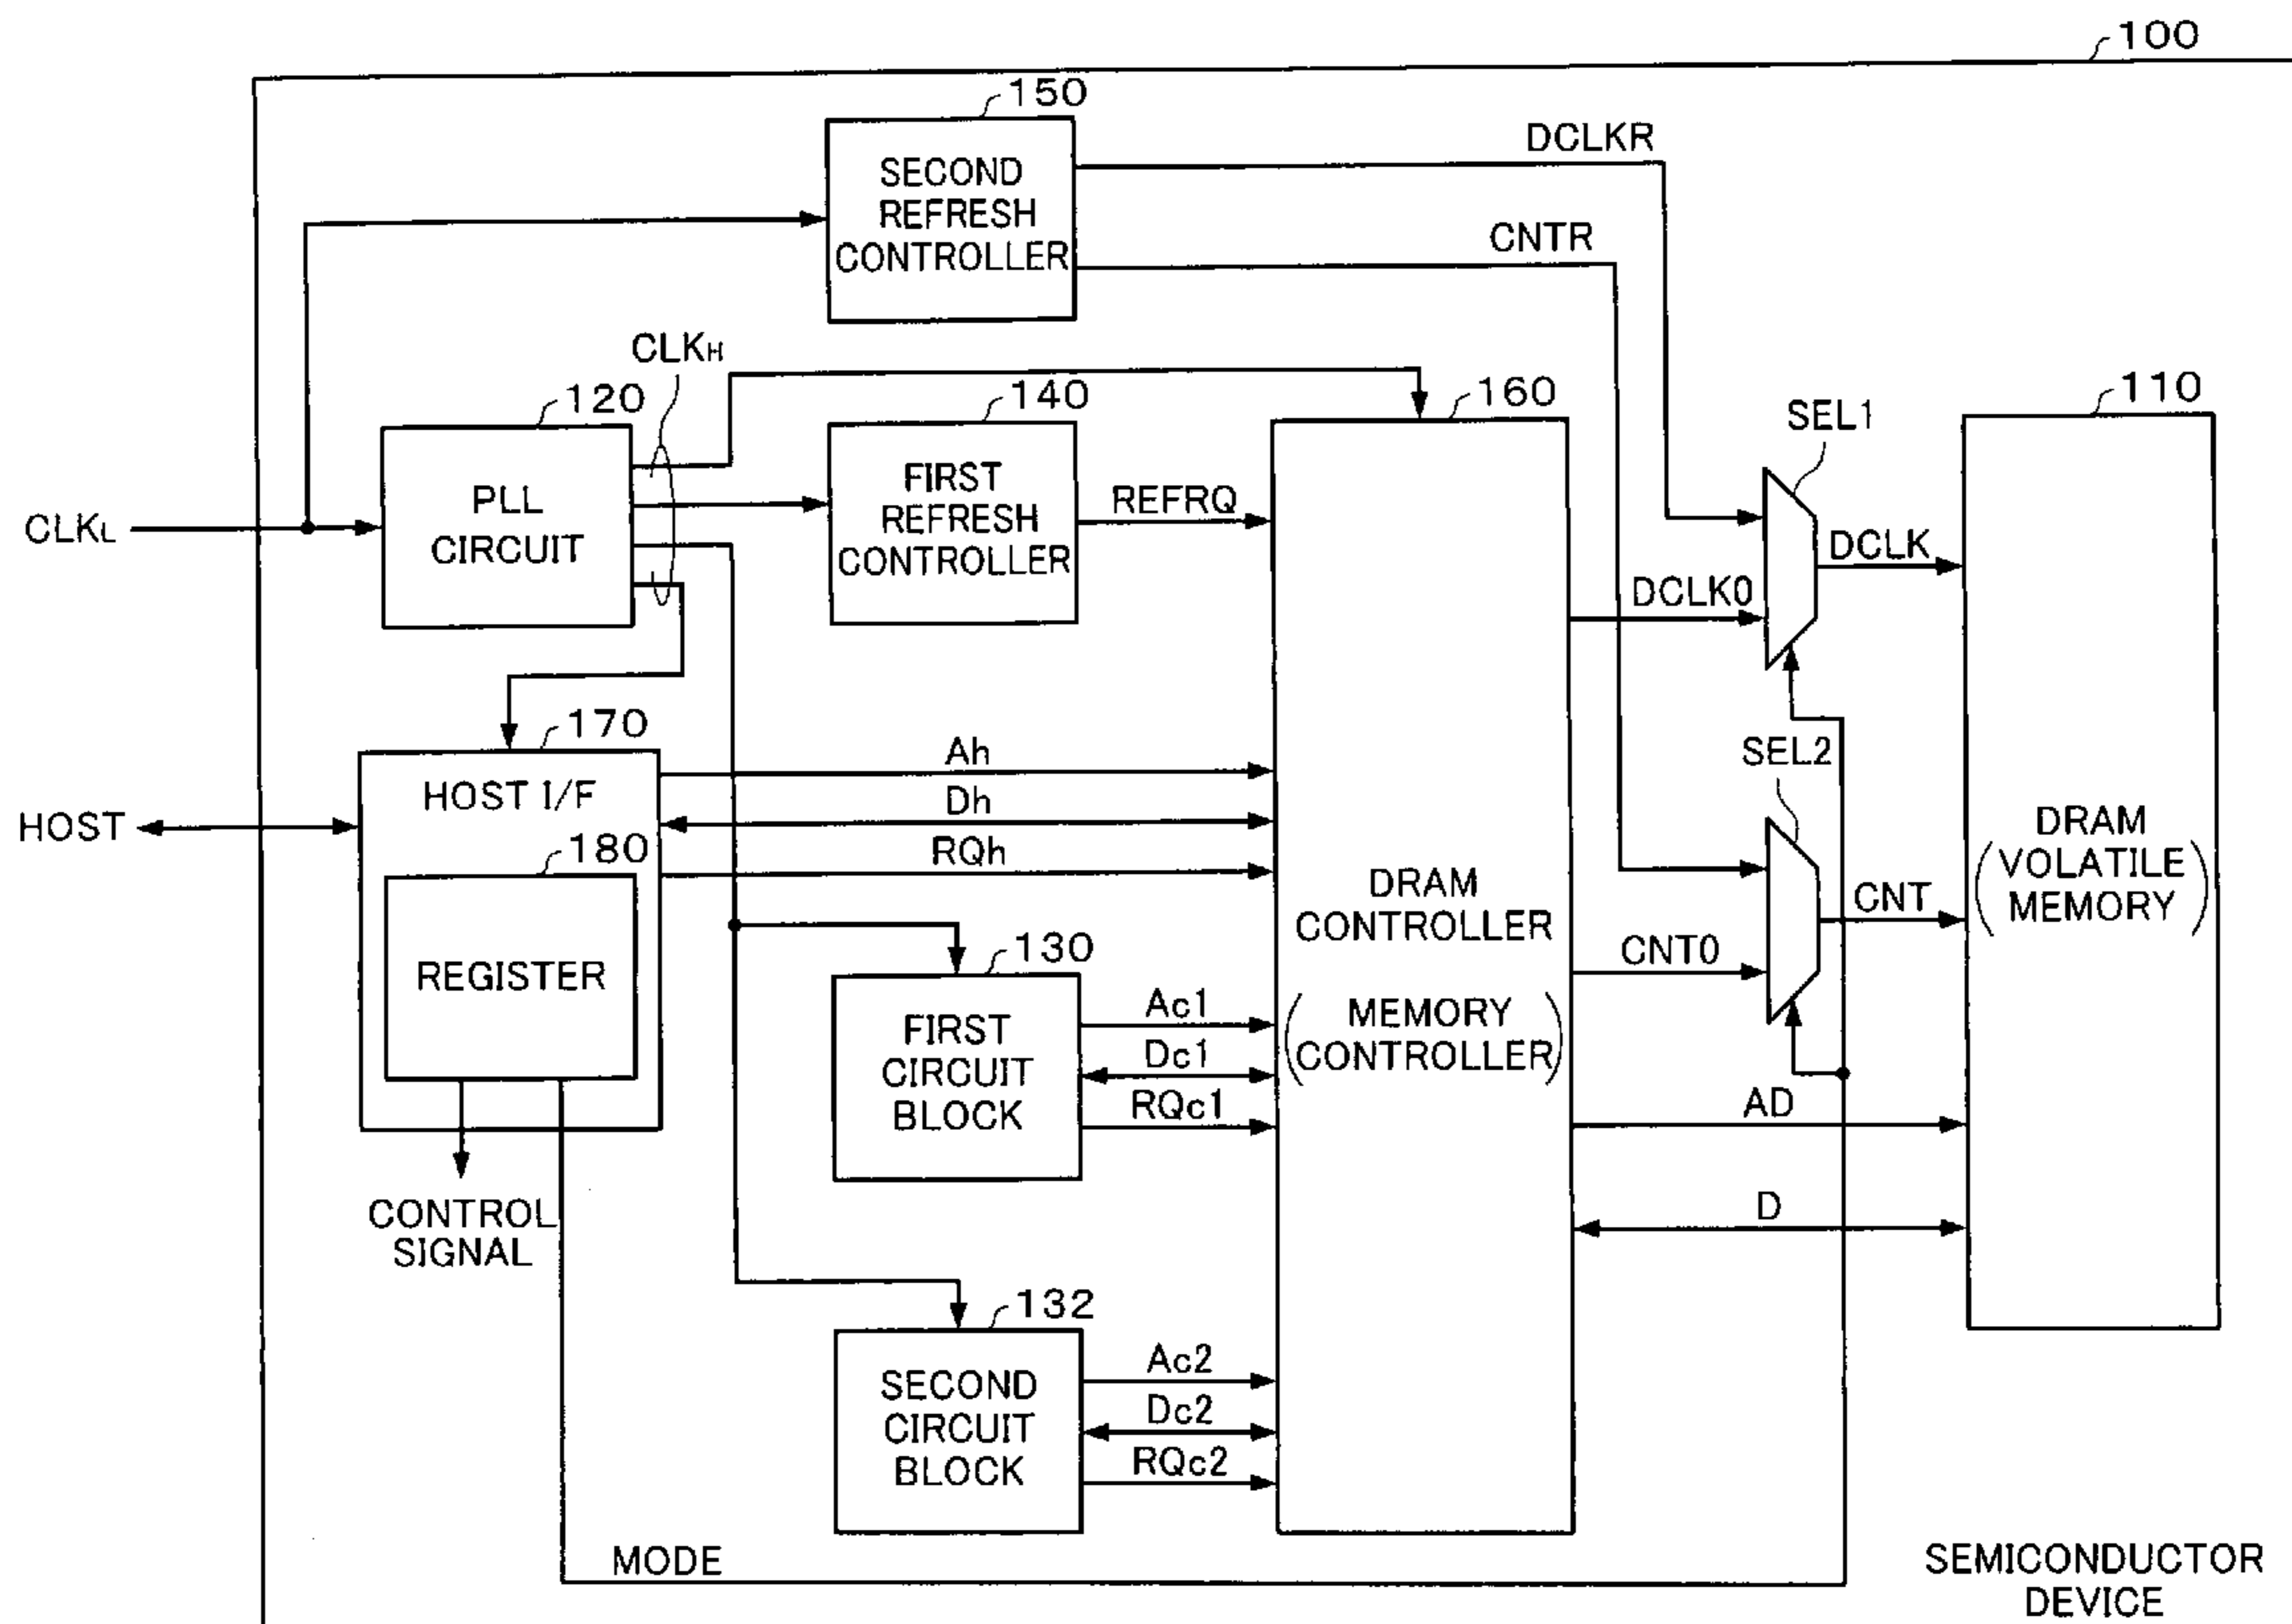 100
150
SECOND
REFRESH
CONTROLLER
DCLKR
CNTR
CLKH
120
PLL
CIRCUIT
140
FIRST
REFRESH
CONTROLLER
REFRQ
160
DRAM
CONTROLLER
(MEMORY
CONTROLLER)
SEL1
110
DRAM
(VOLATILE
MEMORY)
CLKL
DCLK
DCLK0
170
HOST I/F
HOST
180
REGISTER
Ah
Dh
RQh
SEL2
CNT
CNT0
130
FIRST
CIRCUIT
BLOCK
Ac1
Dc1
RQc1
AD
D
CONTROL
SIGNAL
132
SECOND
CIRCUIT
BLOCK
Ac2
Dc2
RQc2
MODE
SEMICONDUCTOR
DEVICE